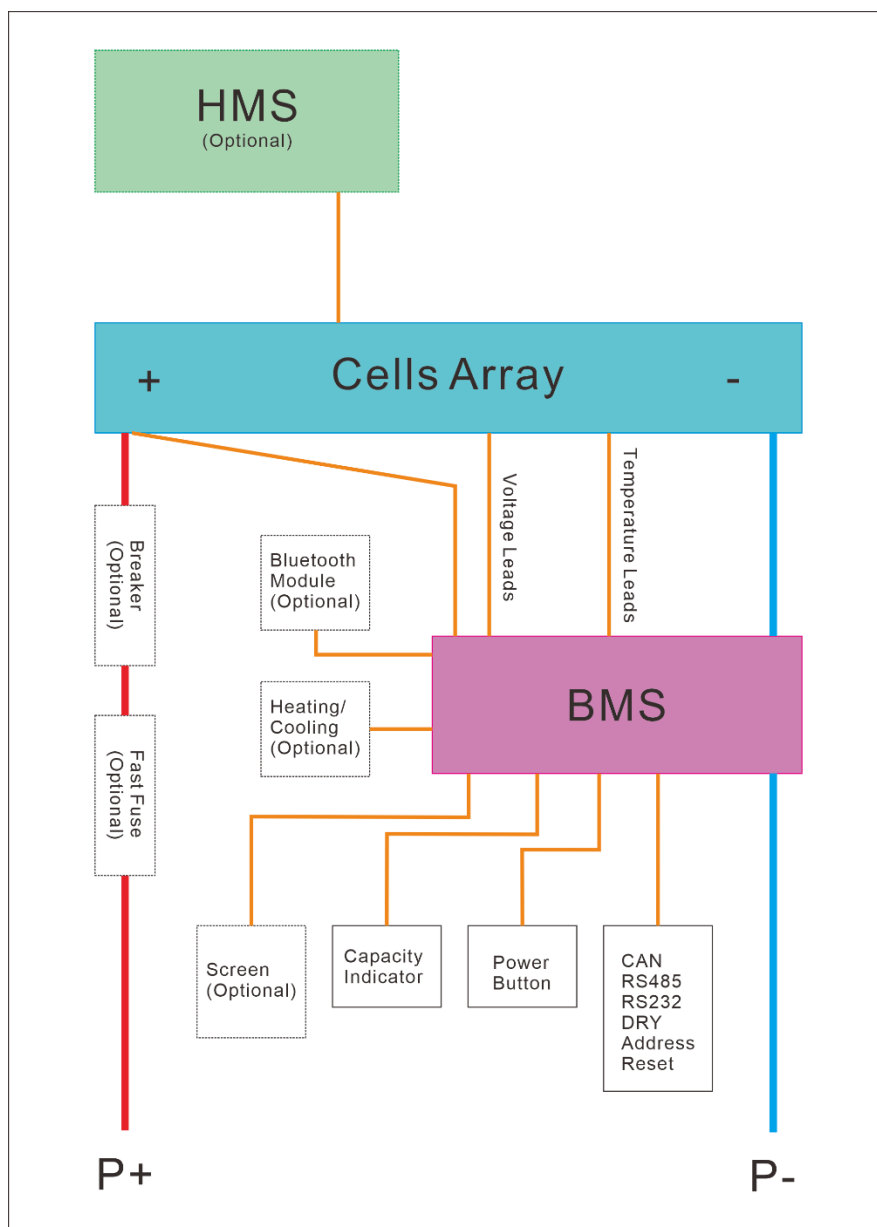 HMS
(Optional)
+
Cells Array
-
Voltage Leads
Temperature Leads
Breaker
(Optional)
Bluetooth
Module
(Optional)
BMS
Heating/
Cooling
(Optional)
Fast Fuse
(Optional)
Screen
(Optional)
Capacity
Indicator
Power
Button
CAN
RS485
RS232
DRY
Address
Reset
P+
P-